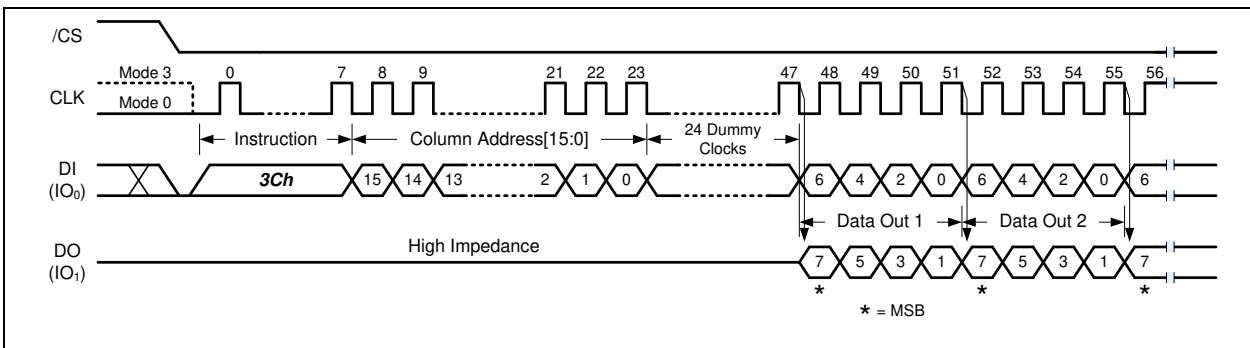 /CS
Mode 3 0 7 8 9 21 22 23 47 48 49 50 51 52 53 54 55 56
CLK
Mode 0
Instruction Column Address[15:0] 24 Dummy Clocks
DI
(IO0)
3Ch 15 14 13 2 1 0 6 4 2 0 6 4 2 0 6
Data Out 1 Data Out 2
High Impedance
DO
(IO1)
7 5 3 1 7 5 3 1 7
* * *
* = MSB